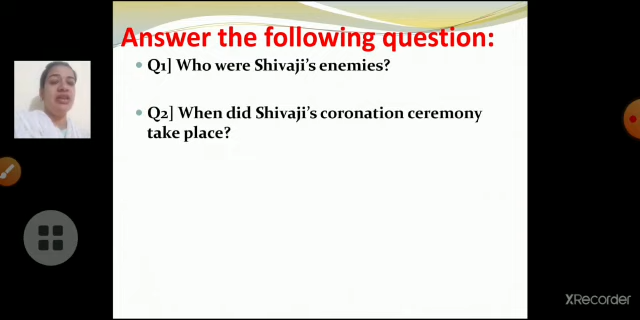 Answer the following question:
Q1] Who were Shivaji's enemies?
Q2] When did Shivaji's coronation ceremony
take place?
XRecorder